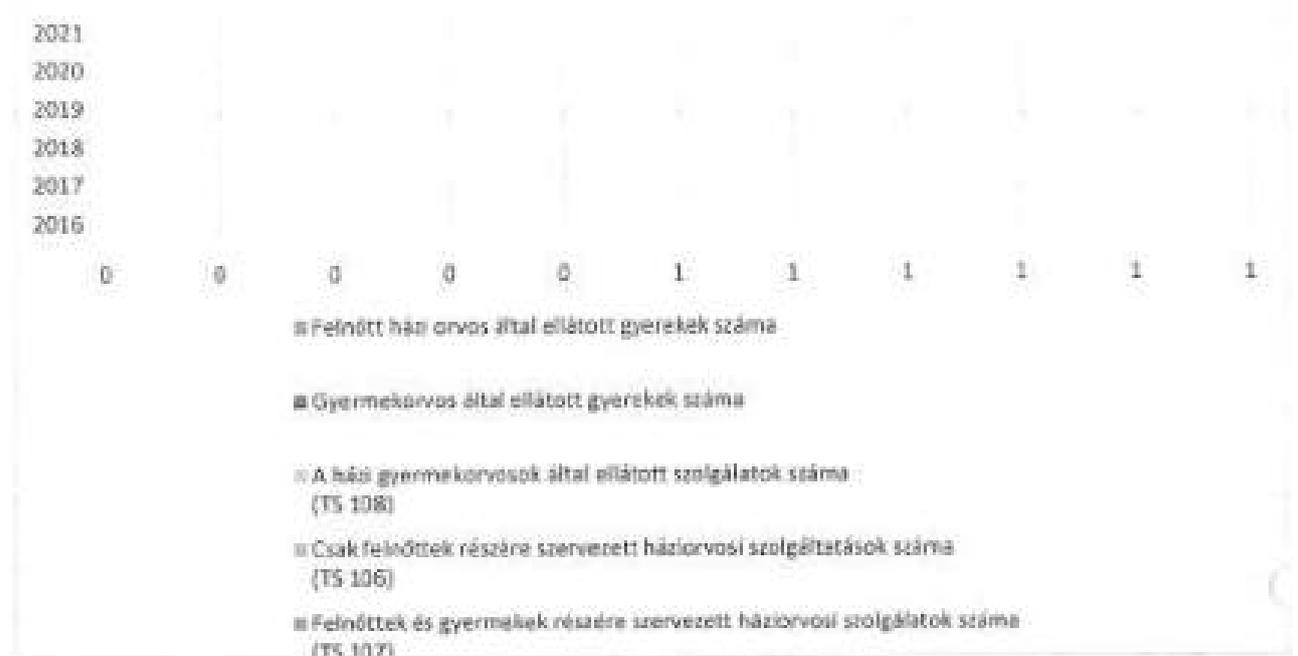 2021
2020
2019
2018
2017
2016
0 0 0 0 0 1 1 1 1 1 1
Felnőtt házi orvos által ellátott gyerekek száma
Gyermekorvos által ellátott gyerekek száma
A házi gyermekorvosok által ellátott szolgálatok száma
(TS 108)
Csak felnőttek részére szervezett háziorvosi szolgáltatások száma
(TS 106)
Felnőttek és gyermekek részére szervezett háziorvosi szolgálatok száma
(TS 107)